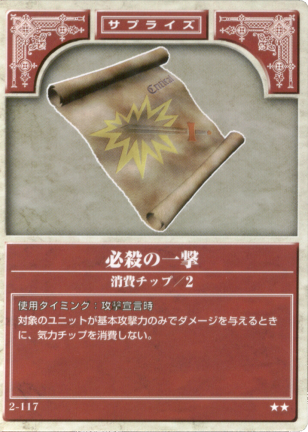 サプライズ
Critical
必殺の一撃
消費チップ／2
使用タイミング：攻撃宣言時
対象のユニットが基本攻撃力のみでダメージを与えるとき
に、気力チップを消費しない。
2-117
★★